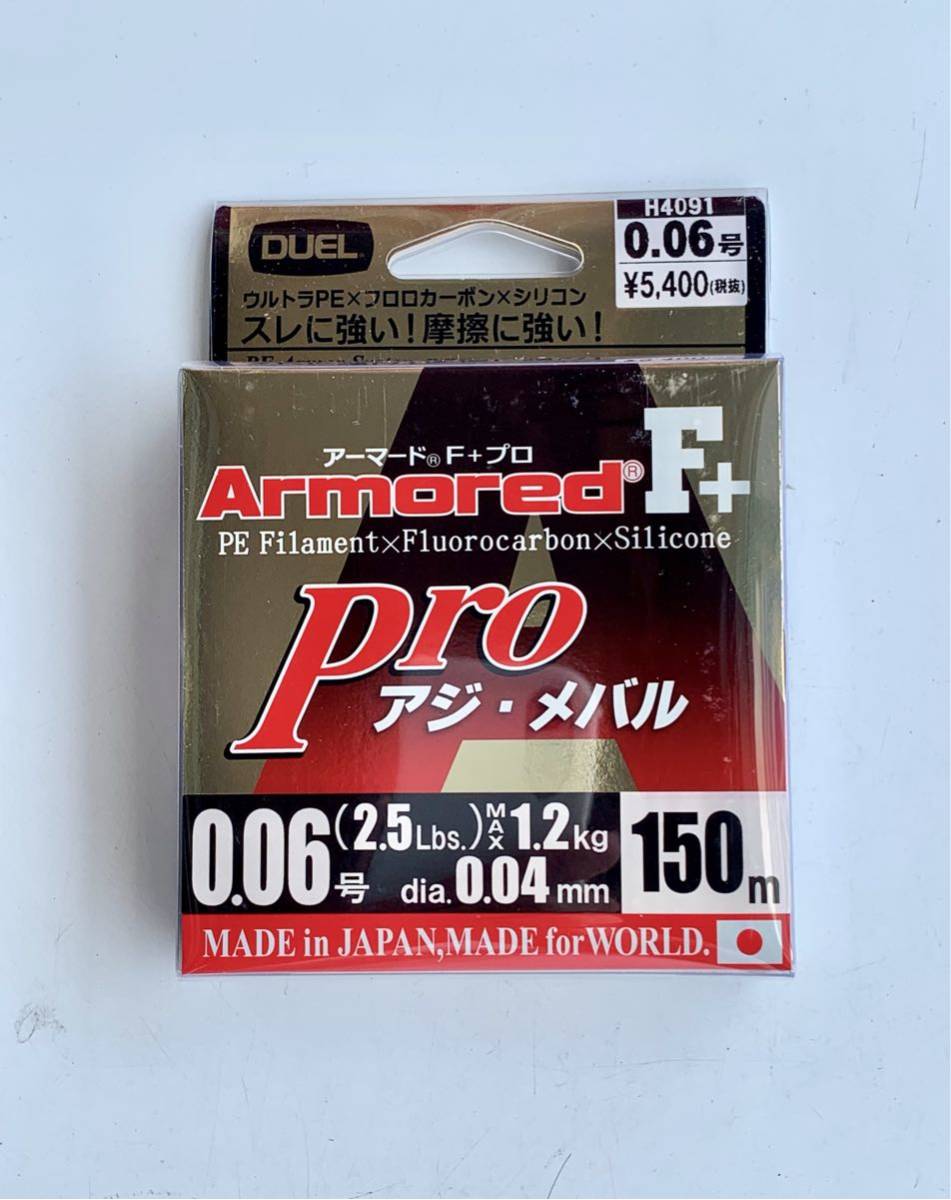 DUEL
H4091
0.06号
¥5,400(税抜)
ウルトラPE×フロロカーボン×シリコン
スレに強い！摩擦に強い！
アーマード® F+プロ
Armored® F+
PE Filament×Fluorocarbon×Silicone
Pro
アジ・メバル
0.06号 (2.5Lbs.) MAX 1.2kg
dia. 0.04mm
150m
MADE in JAPAN,MADE for WORLD.